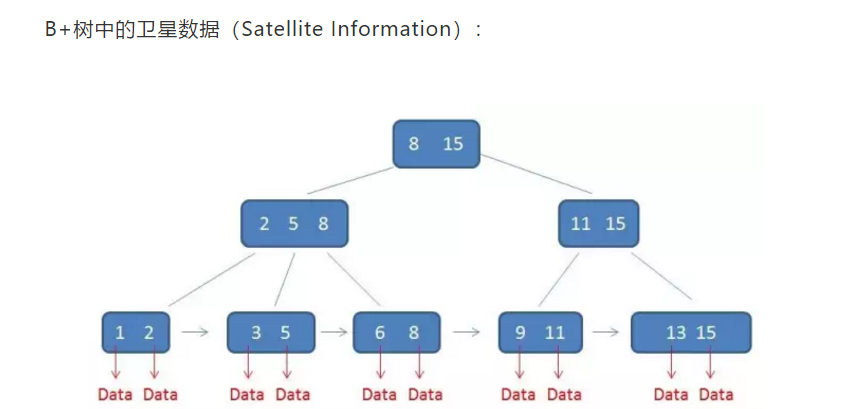 B+树中的卫星数据（Satellite Information）:
8 15
2 5 8
11 15
1 2
3 5
6 8
9 11
13 15
Data Data
Data Data
Data Data
Data Data
Data Data